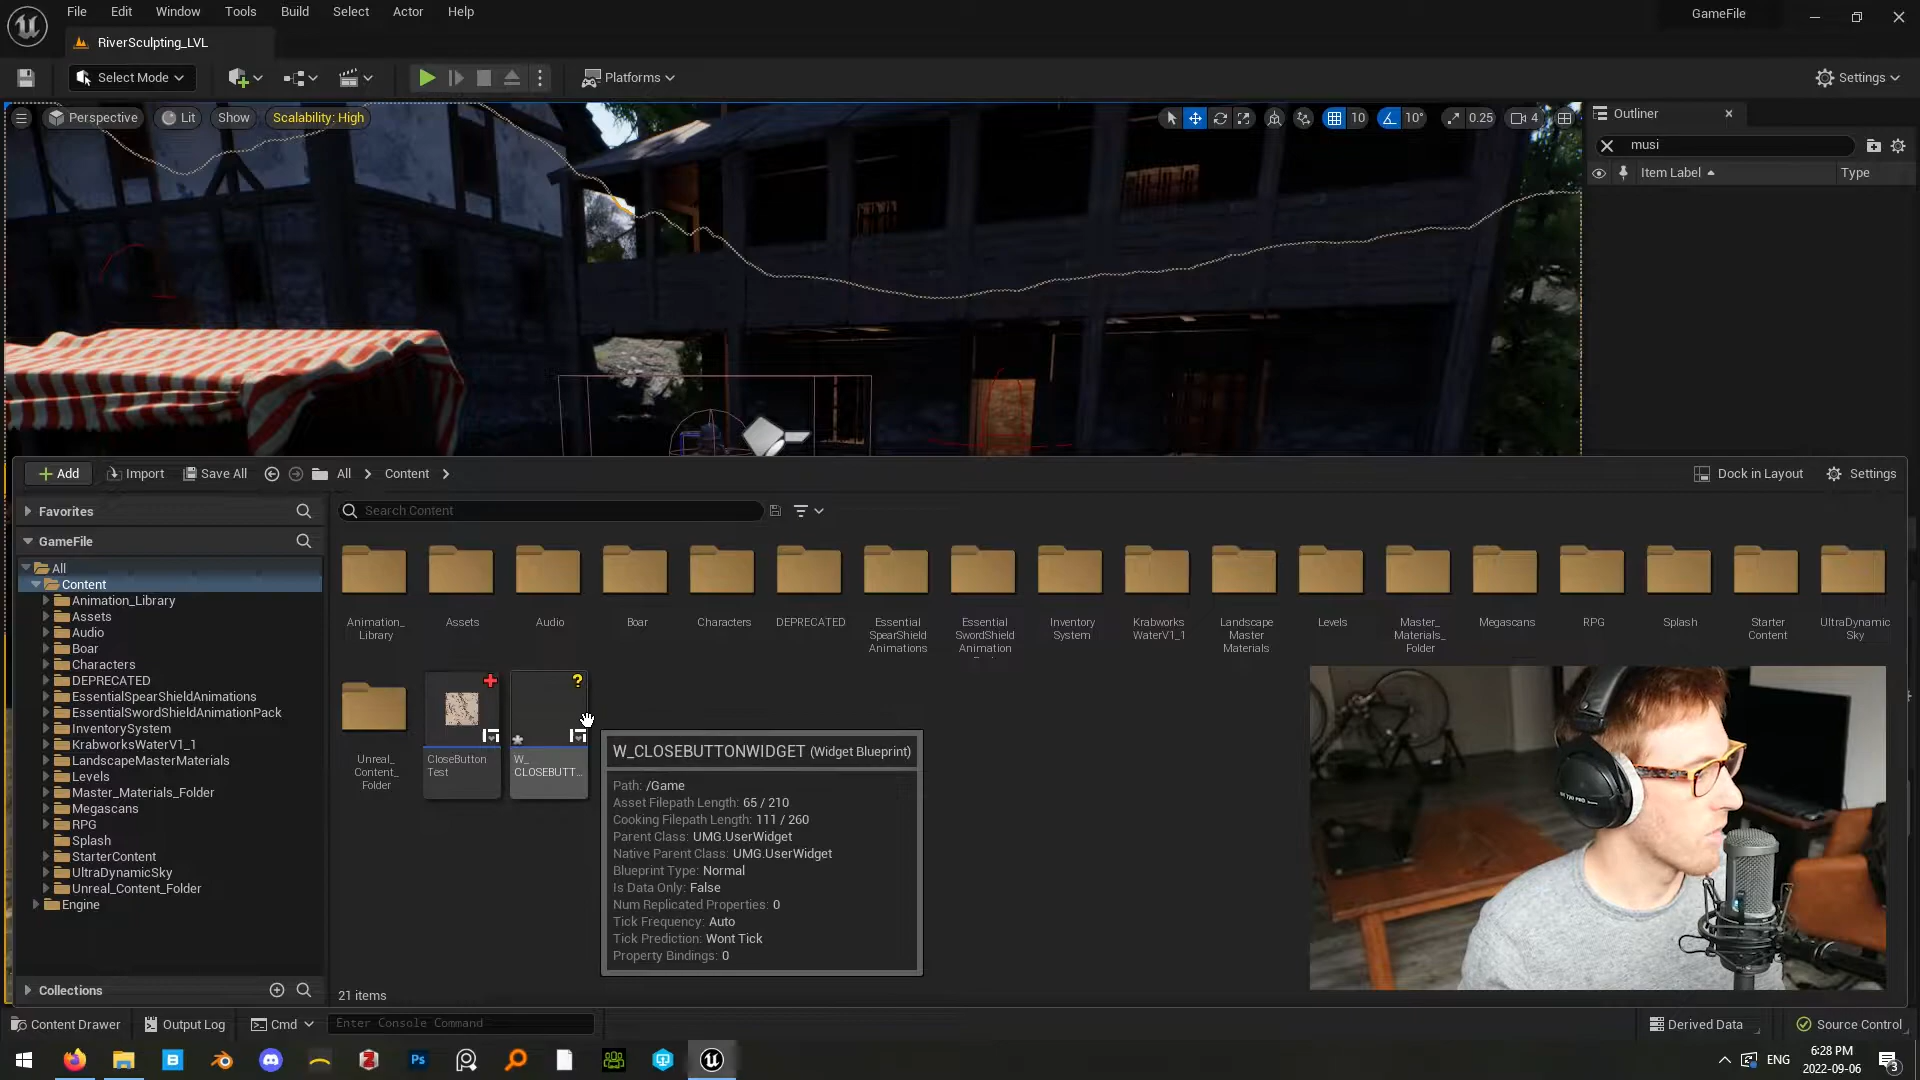 File Edit Window Tools Build Select Actor Help
GameFile
RiverSculpting_LVL
Select Mode
Platforms
Settings
Perspective
Lit
Show
Scalability: High
10
10°
0.25
4
Outliner
musi
Item Label
Type
Add
Import
Save All
All
Content
Dock in Layout
Settings
Favorites
Search Content
GameFile
All
Content
Animation_Library
Assets
Audio
Boar
Characters
DEPRECATED
EssentialSpearShieldAnimations
EssentialSwordShieldAnimationPack
InventorySystem
KrabworksWaterV1_1
LandscapeMasterMaterials
Levels
Master_Materials_Folder
Megascans
RPG
Splash
StarterContent
UltraDynamicSky
Unreal_Content_Folder
Engine
Collections
Animation_
Library
Assets
Audio
Boar
Characters
DEPRECATED
Essential
SpearShield
Animations
Essential
SwordShield
Animation
Inventory
System
Krabworks
WaterV1_1
Landscape
Master
Materials
Levels
Master_
Materials_
Folder
Megascans
RPG
Splash
Starter
Content
UltraDynamic
Sky
Unreal_
Content_
Folder
CloseButton
Test
?
W_
CLOSEBUTT...
W_CLOSEBUTTONWIDGET (Widget Blueprint)
Path: /Game
Asset Filepath Length: 65 / 210
Cooking Filepath Length: 111 / 260
Parent Class: UMG.UserWidget
Native Parent Class: UMG.UserWidget
Blueprint Type: Normal
Is Data Only: False
Num Replicated Properties: 0
Tick Frequency: Auto
Tick Prediction: Wont Tick
Property Bindings: 0
21 items
Content Drawer
Output Log
Cmd
Enter Console Command
Derived Data
Source Control
Ps
ENG
6:28 PM
2022-09-06
3